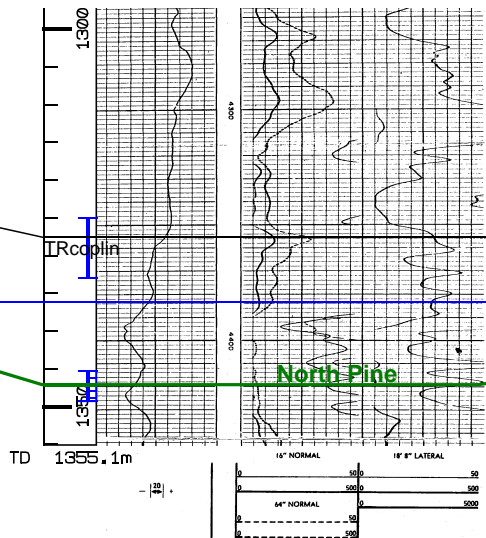 1300
4300
TRcoplin
4400
North Pine
1350
TD 1355.1m
16" NORMAL
18' 8" LATERAL
0 50 0 50
- 20 +
0 500 0 500
64" NORMAL
0 50 0 5000
0 500